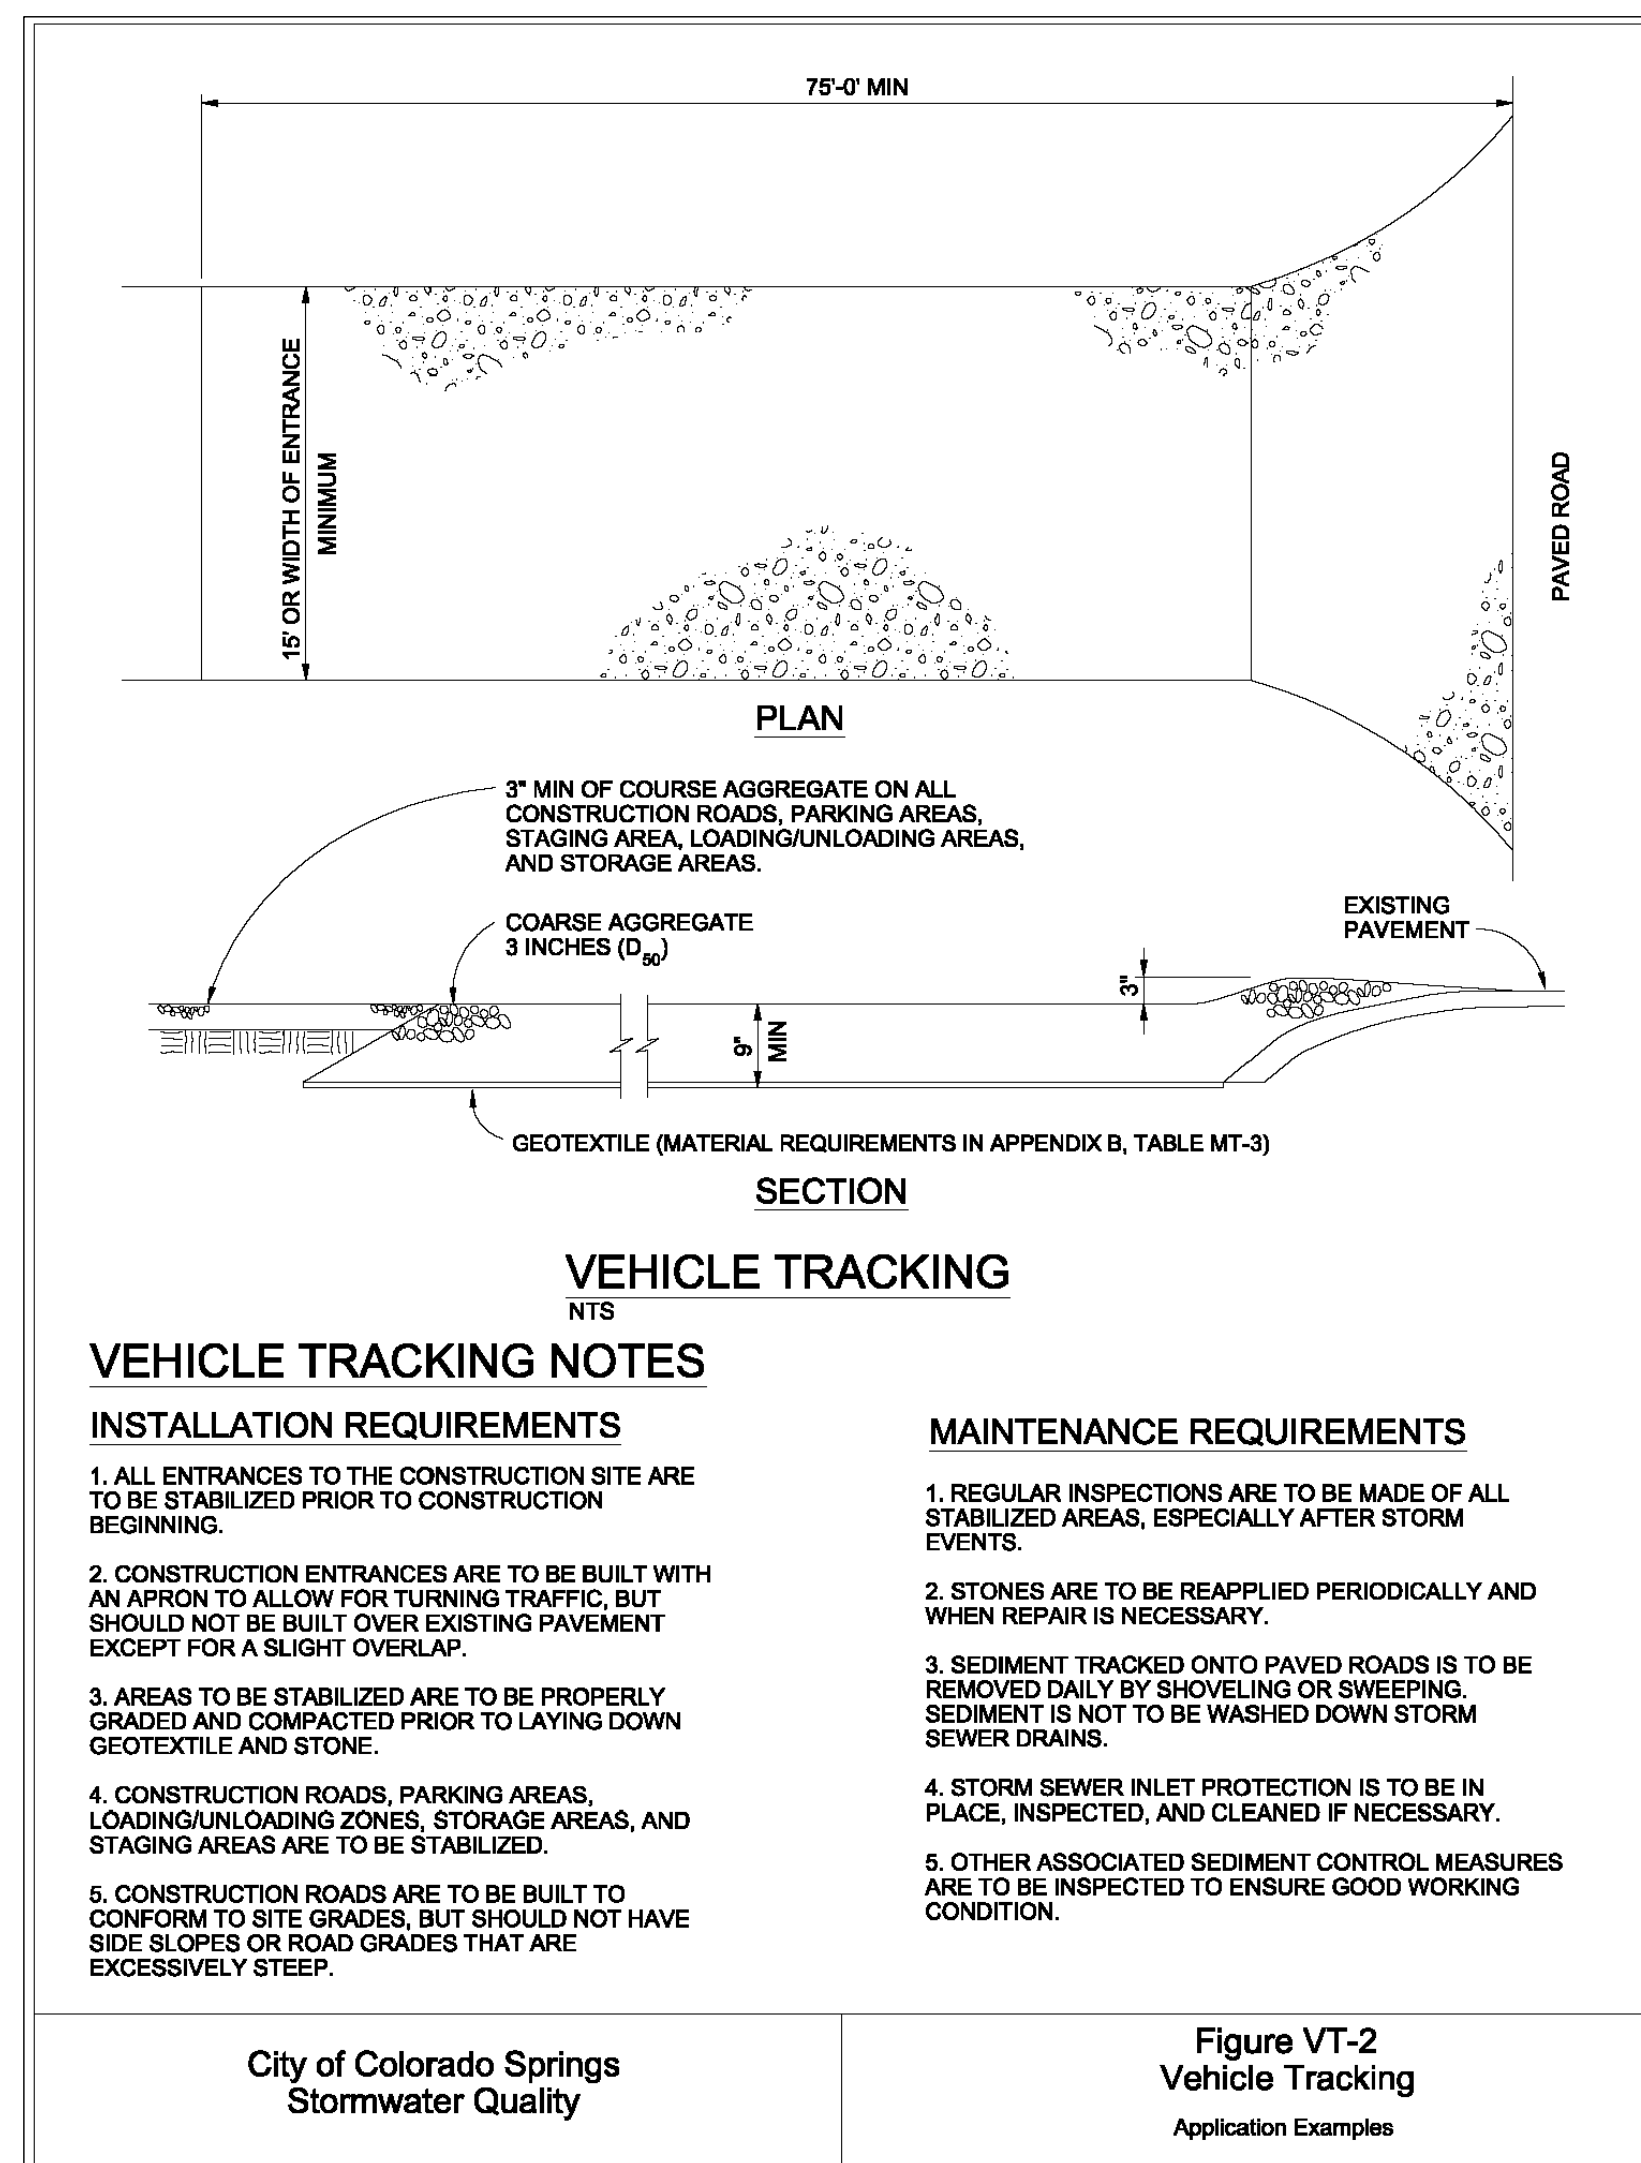 75'-0' MIN
15' OR WIDTH OF ENTRANCE
MINIMUM
PAVED ROAD
PLAN
3" MIN OF COURSE AGGREGATE ON ALL
CONSTRUCTION ROADS, PARKING AREAS,
STAGING AREA, LOADING/UNLOADING AREAS,
AND STORAGE AREAS.
COARSE AGGREGATE
3 INCHES (D50)
EXISTING
PAVEMENT
3"
9"
MIN
GEOTEXTILE (MATERIAL REQUIREMENTS IN APPENDIX B, TABLE MT-3)
SECTION
VEHICLE TRACKING
NTS
VEHICLE TRACKING NOTES
INSTALLATION REQUIREMENTS
1. ALL ENTRANCES TO THE CONSTRUCTION SITE ARE
TO BE STABILIZED PRIOR TO CONSTRUCTION
BEGINNING.
2. CONSTRUCTION ENTRANCES ARE TO BE BUILT WITH
AN APRON TO ALLOW FOR TURNING TRAFFIC, BUT
SHOULD NOT BE BUILT OVER EXISTING PAVEMENT
EXCEPT FOR A SLIGHT OVERLAP.
3. AREAS TO BE STABILIZED ARE TO BE PROPERLY
GRADED AND COMPACTED PRIOR TO LAYING DOWN
GEOTEXTILE AND STONE.
4. CONSTRUCTION ROADS, PARKING AREAS,
LOADING/UNLOADING ZONES, STORAGE AREAS, AND
STAGING AREAS ARE TO BE STABILIZED.
5. CONSTRUCTION ROADS ARE TO BE BUILT TO
CONFORM TO SITE GRADES, BUT SHOULD NOT HAVE
SIDE SLOPES OR ROAD GRADES THAT ARE
EXCESSIVELY STEEP.
MAINTENANCE REQUIREMENTS
1. REGULAR INSPECTIONS ARE TO BE MADE OF ALL
STABILIZED AREAS, ESPECIALLY AFTER STORM
EVENTS.
2. STONES ARE TO BE REAPPLIED PERIODICALLY AND
WHEN REPAIR IS NECESSARY.
3. SEDIMENT TRACKED ONTO PAVED ROADS IS TO BE
REMOVED DAILY BY SHOVELING OR SWEEPING.
SEDIMENT IS NOT TO BE WASHED DOWN STORM
SEWER DRAINS.
4. STORM SEWER INLET PROTECTION IS TO BE IN
PLACE, INSPECTED, AND CLEANED IF NECESSARY.
5. OTHER ASSOCIATED SEDIMENT CONTROL MEASURES
ARE TO BE INSPECTED TO ENSURE GOOD WORKING
CONDITION.
City of Colorado Springs
Stormwater Quality
Figure VT-2
Vehicle Tracking
Application Examples